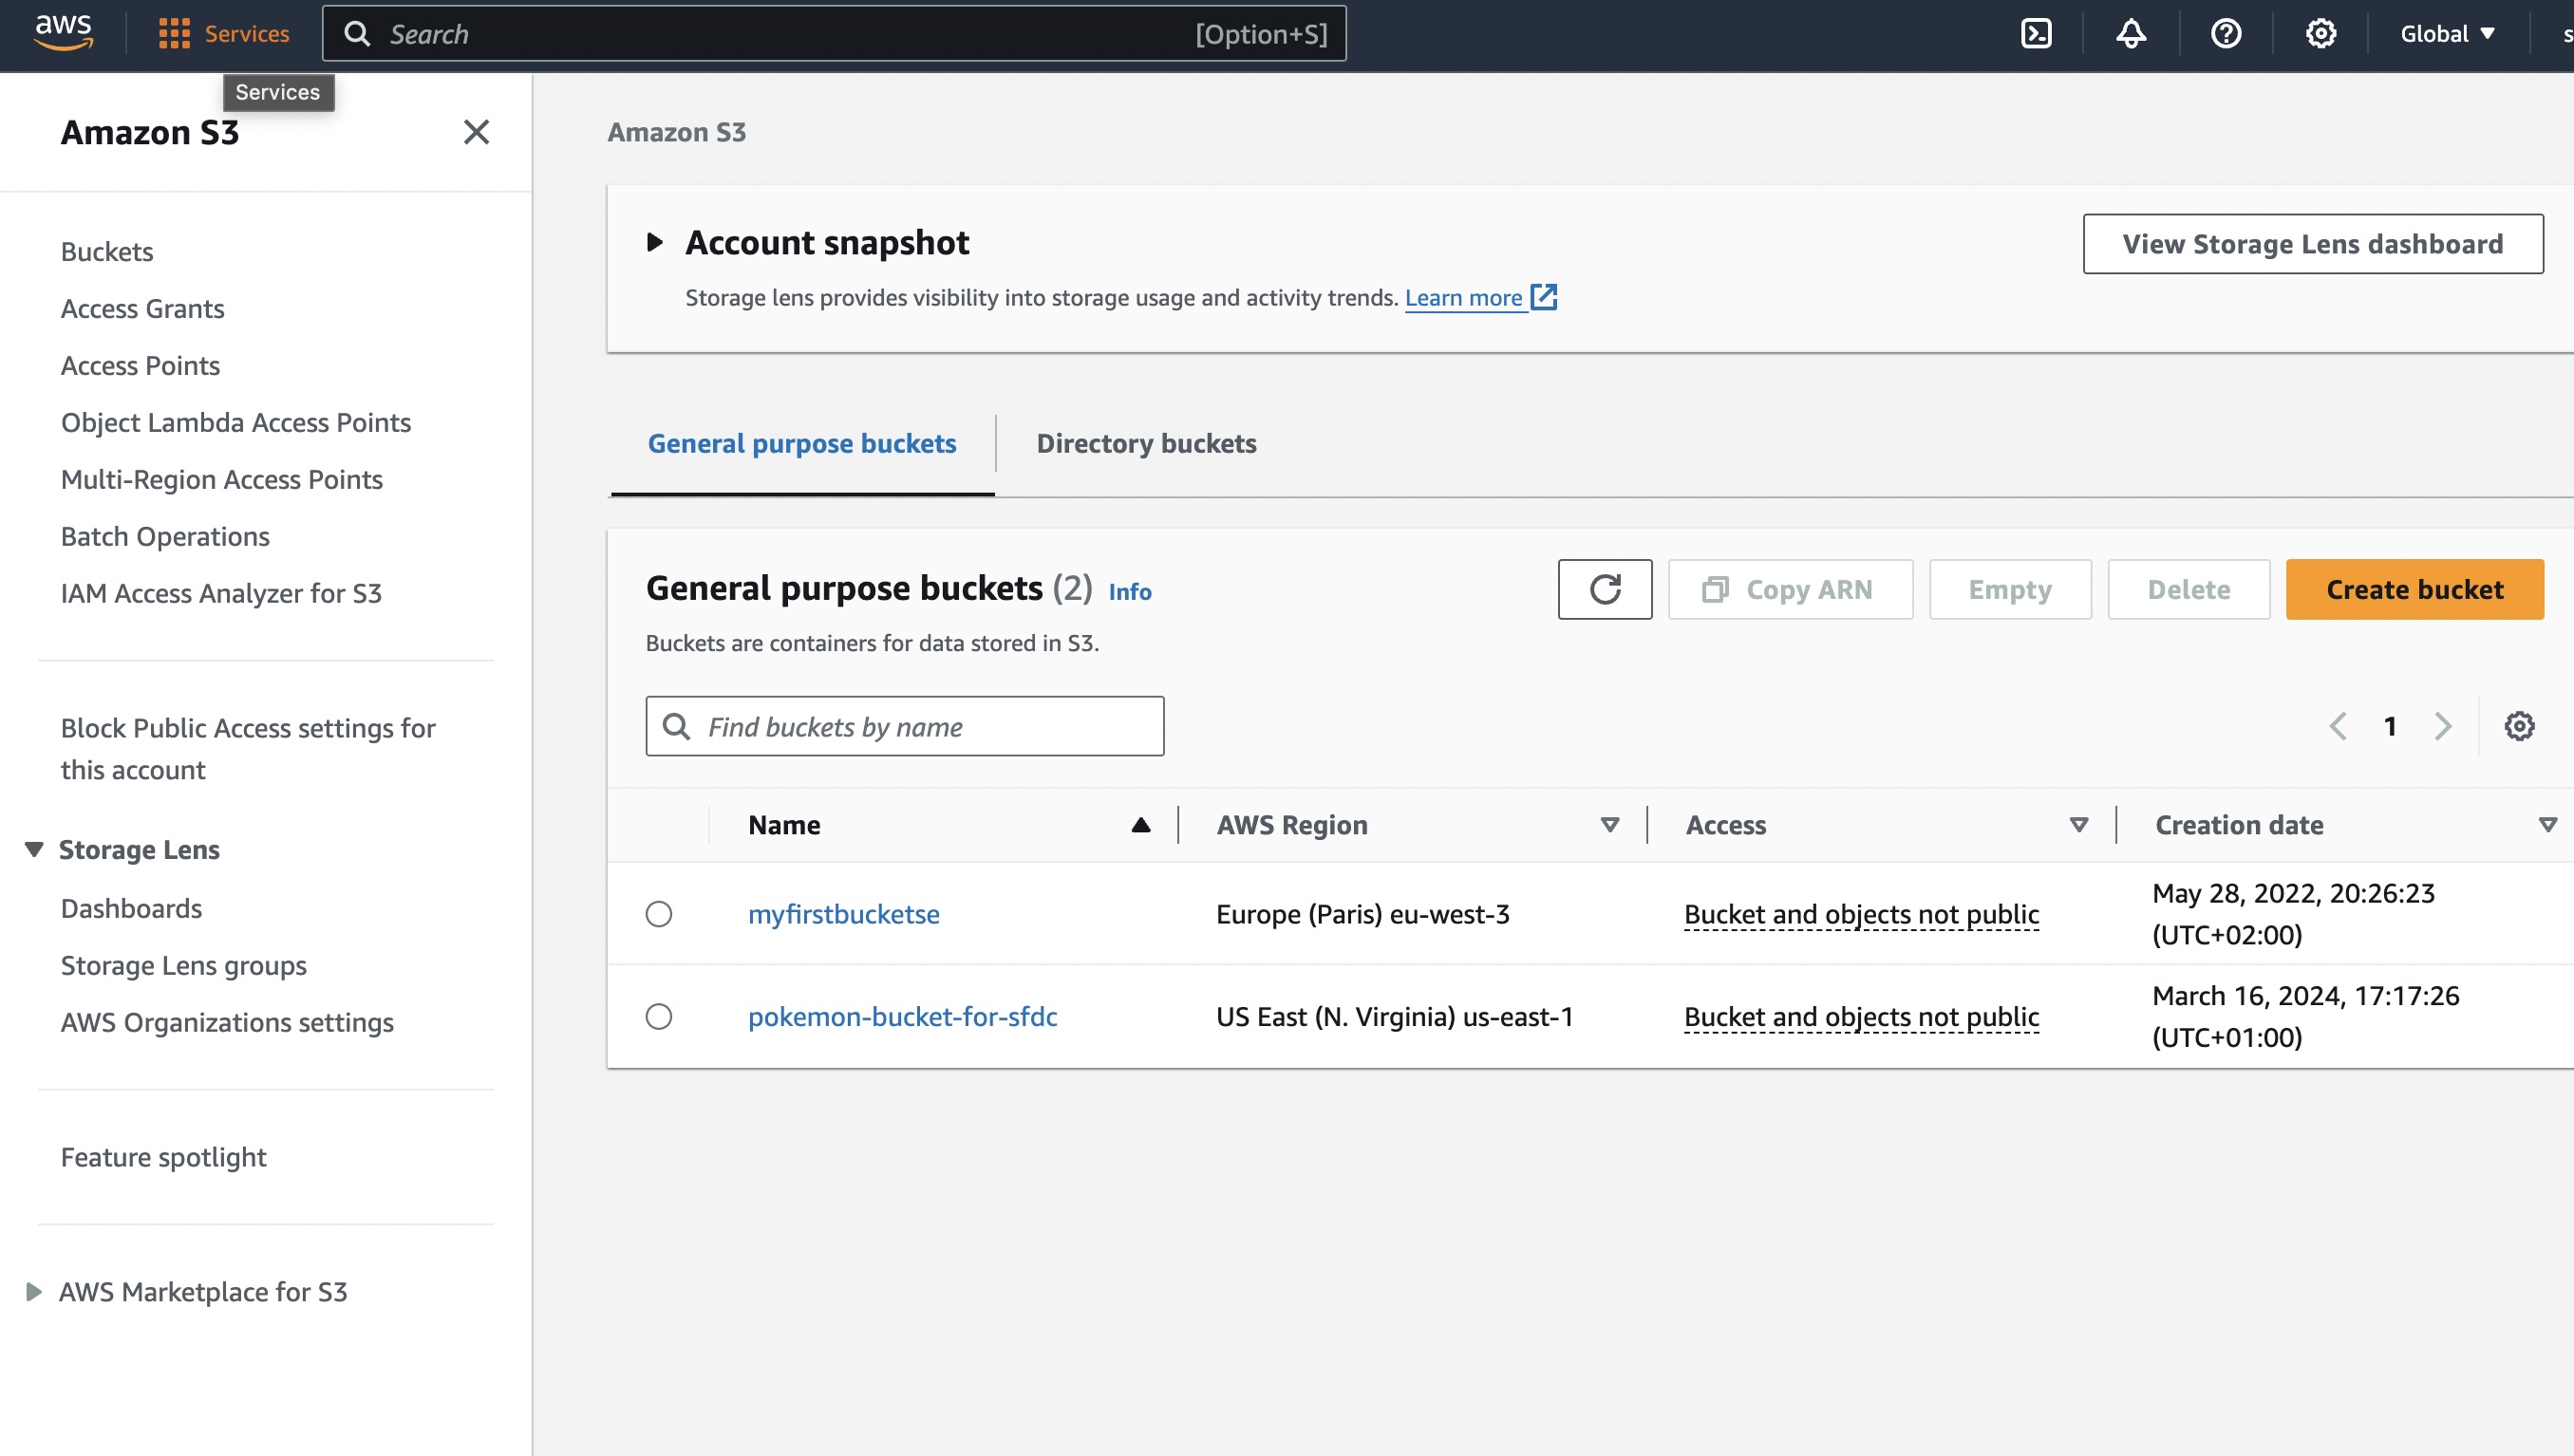 aws
Services
Search
[Option+S]
Global
Services
Amazon S3
Buckets
Access Grants
Access Points
Object Lambda Access Points
Multi-Region Access Points
Batch Operations
IAM Access Analyzer for S3
Block Public Access settings for
this account
Storage Lens
Dashboards
Storage Lens groups
AWS Organizations settings
Feature spotlight
AWS Marketplace for S3
Amazon S3
Account snapshot
View Storage Lens dashboard
Storage lens provides visibility into storage usage and activity trends. Learn more
General purpose buckets
Directory buckets
General purpose buckets (2) Info
Copy ARN
Empty
Delete
Create bucket
Buckets are containers for data stored in S3.
Find buckets by name
1
Name
AWS Region
Access
Creation date
myfirstbucketse
Europe (Paris) eu-west-3
Bucket and objects not public
May 28, 2022, 20:26:23
(UTC+02:00)
pokemon-bucket-for-sfdc
US East (N. Virginia) us-east-1
Bucket and objects not public
March 16, 2024, 17:17:26
(UTC+01:00)